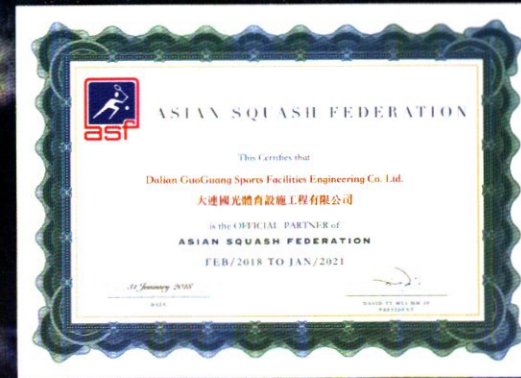 asf
ASIAN SQUASH FEDERATION
This Certifies that
Dalian GuoGuang Sports Facilities Engineering Co. Ltd.
大連國光體育設施工程有限公司
is the OFFICIAL PARTNER of
ASIAN SQUASH FEDERATION
FEB/2018 TO JAN/2021
31 January 2018
DATE
DAVID
PRESIDENT